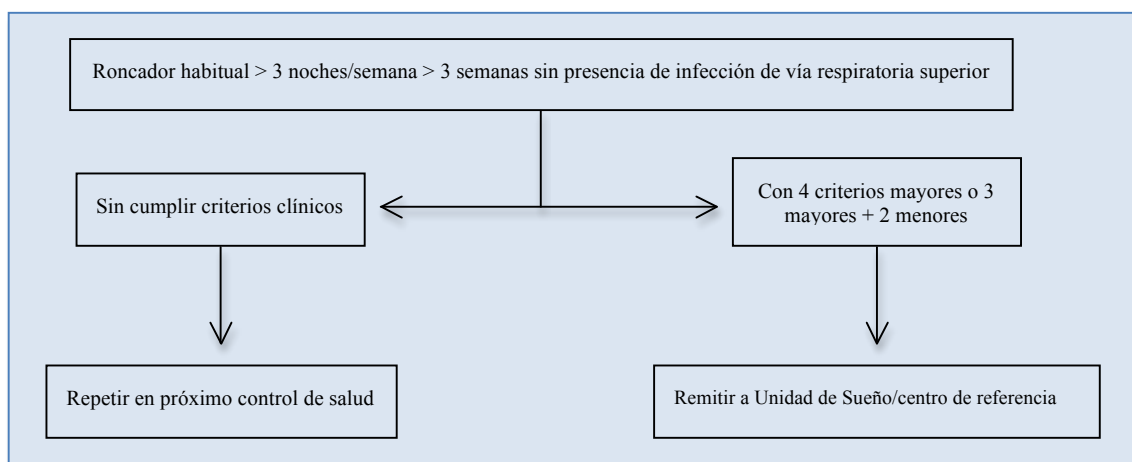 Roncador habitual > 3 noches/semana > 3 semanas sin presencia de infección de vía respiratoria superior
Sin cumplir criterios clínicos
Con 4 criterios mayores o 3
mayores + 2 menores
Repetir en próximo control de salud
Remitir a Unidad de Sueño/centro de referencia